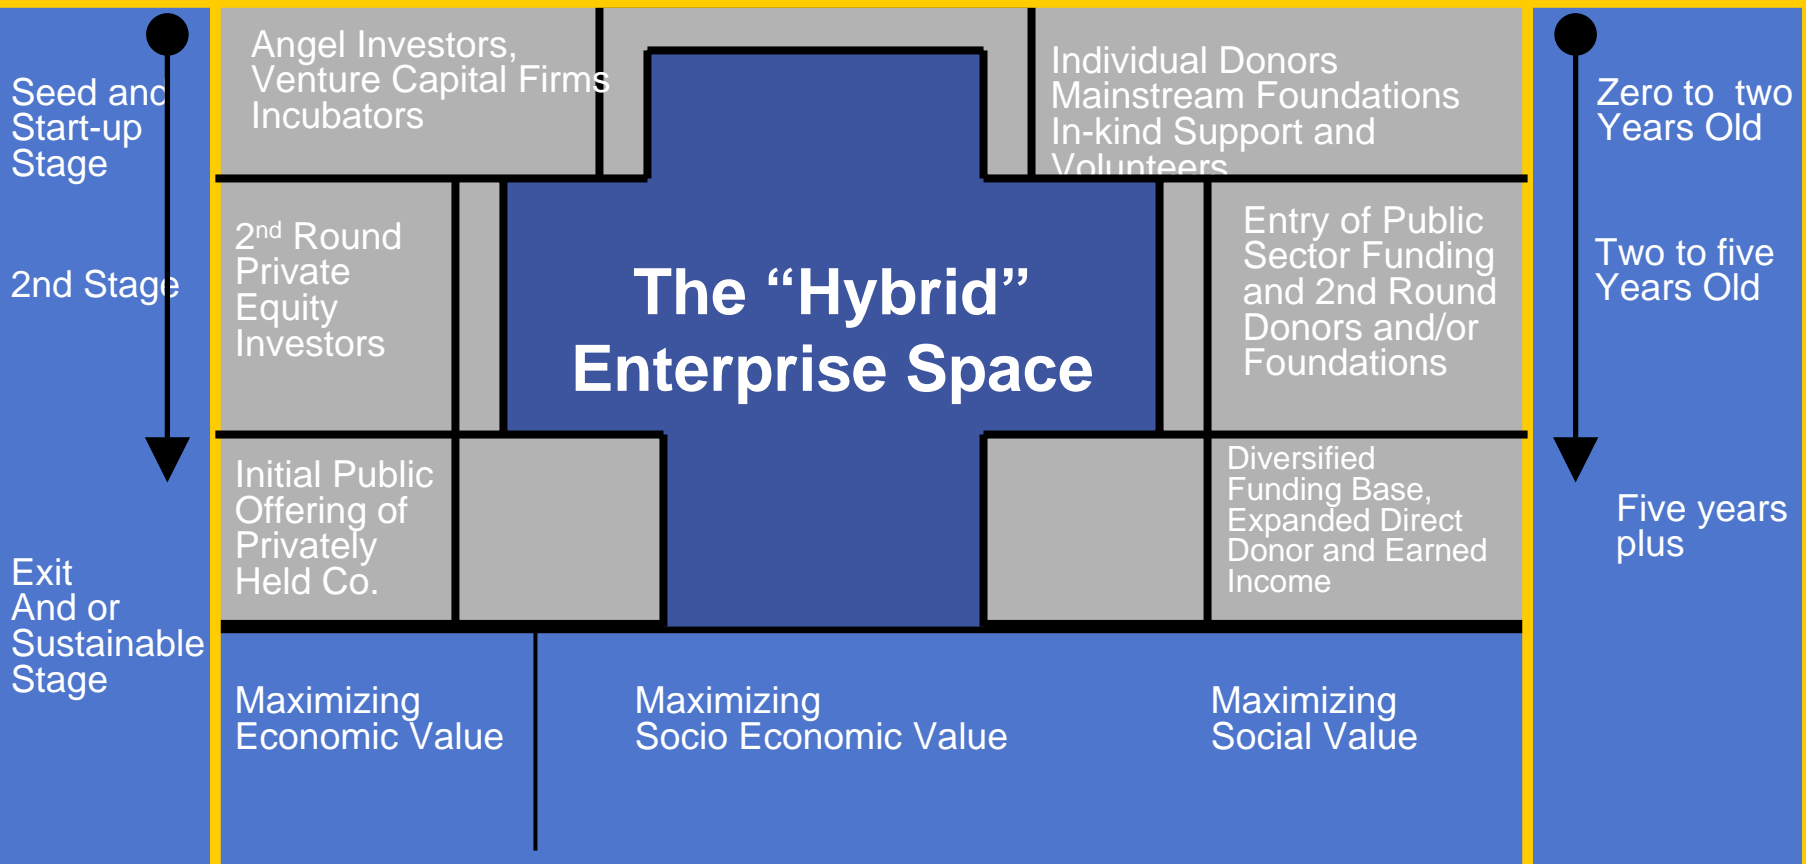 Seed and
Start-up
Stage
2nd Stage
Exit
And or
Sustainable
Stage
Angel Investors,
Venture Capital Firms
Incubators
Individual Donors
Mainstream Foundations
In-kind Support and
Volunteers
2nd Round
Private
Equity
Investors
The “Hybrid”
Enterprise Space
Entry of Public
Sector Funding
and 2nd Round
Donors and/or
Foundations
Initial Public
Offering of
Privately
Held Co.
Diversified
Funding Base,
Expanded Direct
Donor and Earned
Income
Maximizing
Economic Value
Maximizing
Socio Economic Value
Maximizing
Social Value
Zero to  two
Years Old
Two to five
Years Old
Five years
plus